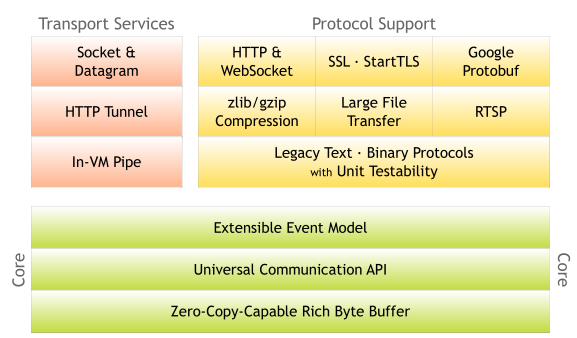 Transport Services
Socket &
Datagram
HTTP Tunnel
In-VM Pipe
Protocol Support
HTTP &
WebSocket
SSL · StartTLS
Google
Protobuf
zlib/gzip
Compression
Large File
Transfer
RTSP
Legacy Text · Binary Protocols
with Unit Testability
Core
Extensible Event Model
Universal Communication API
Zero-Copy-Capable Rich Byte Buffer
Core